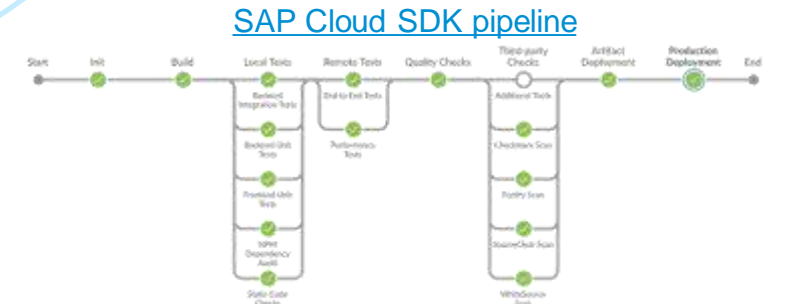 SAP Cloud SDK pipeline
Third-party
Artifact
Production
Start
Init
Build
Local Tests
Remote Tests
Quality Checks
Checks
Deployment
Deployment
End
Backend
Integration Tests
End to End Tests
Additional Tools
Backend Unit
Tests
Performance
Tests
Checkmarx Scan
Frontend Unit
Tests
Fortify Scan
NPM
Dependency
Audit
SourceClear Scan
Static Code
Checks
WhiteSource
Scan